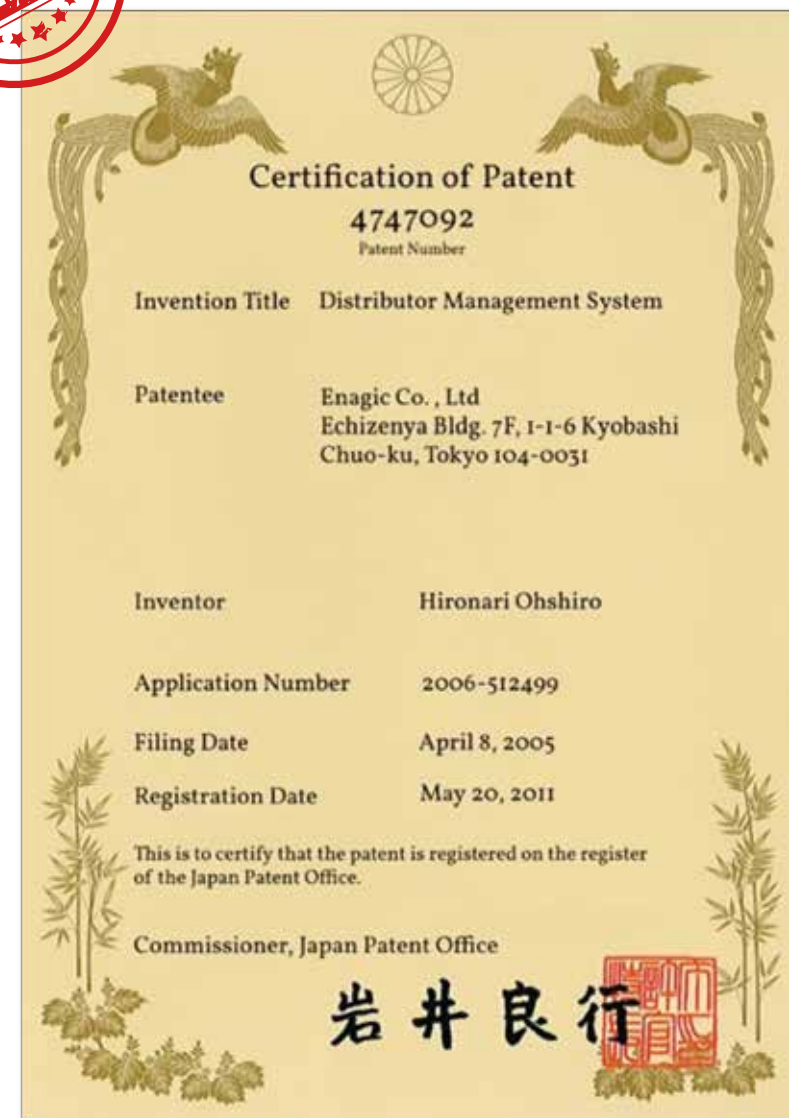 Certification of Patent
4747092
Patent Number
Invention Title Distributor Management System
Patentee Enagic Co. , Ltd
Echizenya Bldg. 7F, 1-1-6 Kyobashi
Chuo-ku, Tokyo 104-0031
Inventor Hironari Ohshiro
Application Number 2006-512499
Filing Date April 8, 2005
Registration Date May 20, 2011
This is to certify that the patent is registered on the register
of the Japan Patent Office.
Commissioner, Japan Patent Office
岩井良行